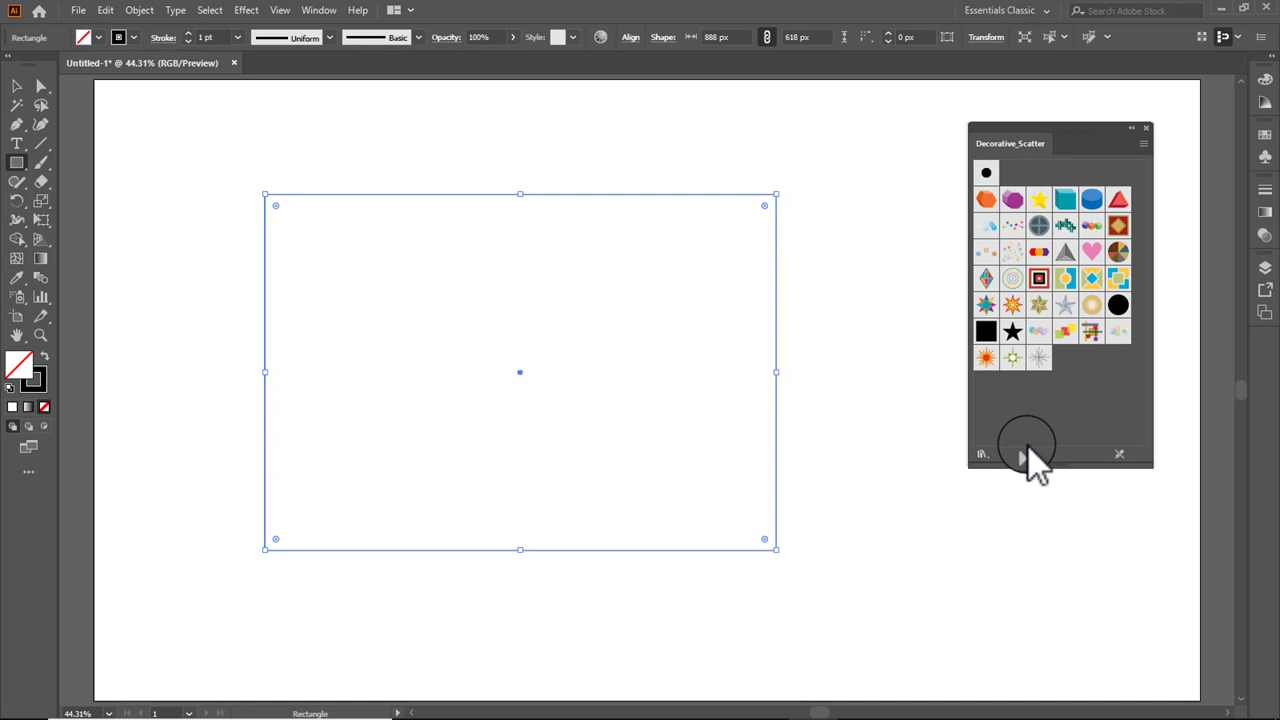 Ai File Edit Object Type Select Effect View Window Help Essentials Classic Search Adobe Stock
Rectangle Stroke: 1 pt Uniform Basic Opacity: 100% Style: Align Shape: 888 px 618 px 0 px Transform
Untitled-1* @ 44.31% (RGB/Preview) ×
Decorative_Scatter
44.31% 1 Rectangle